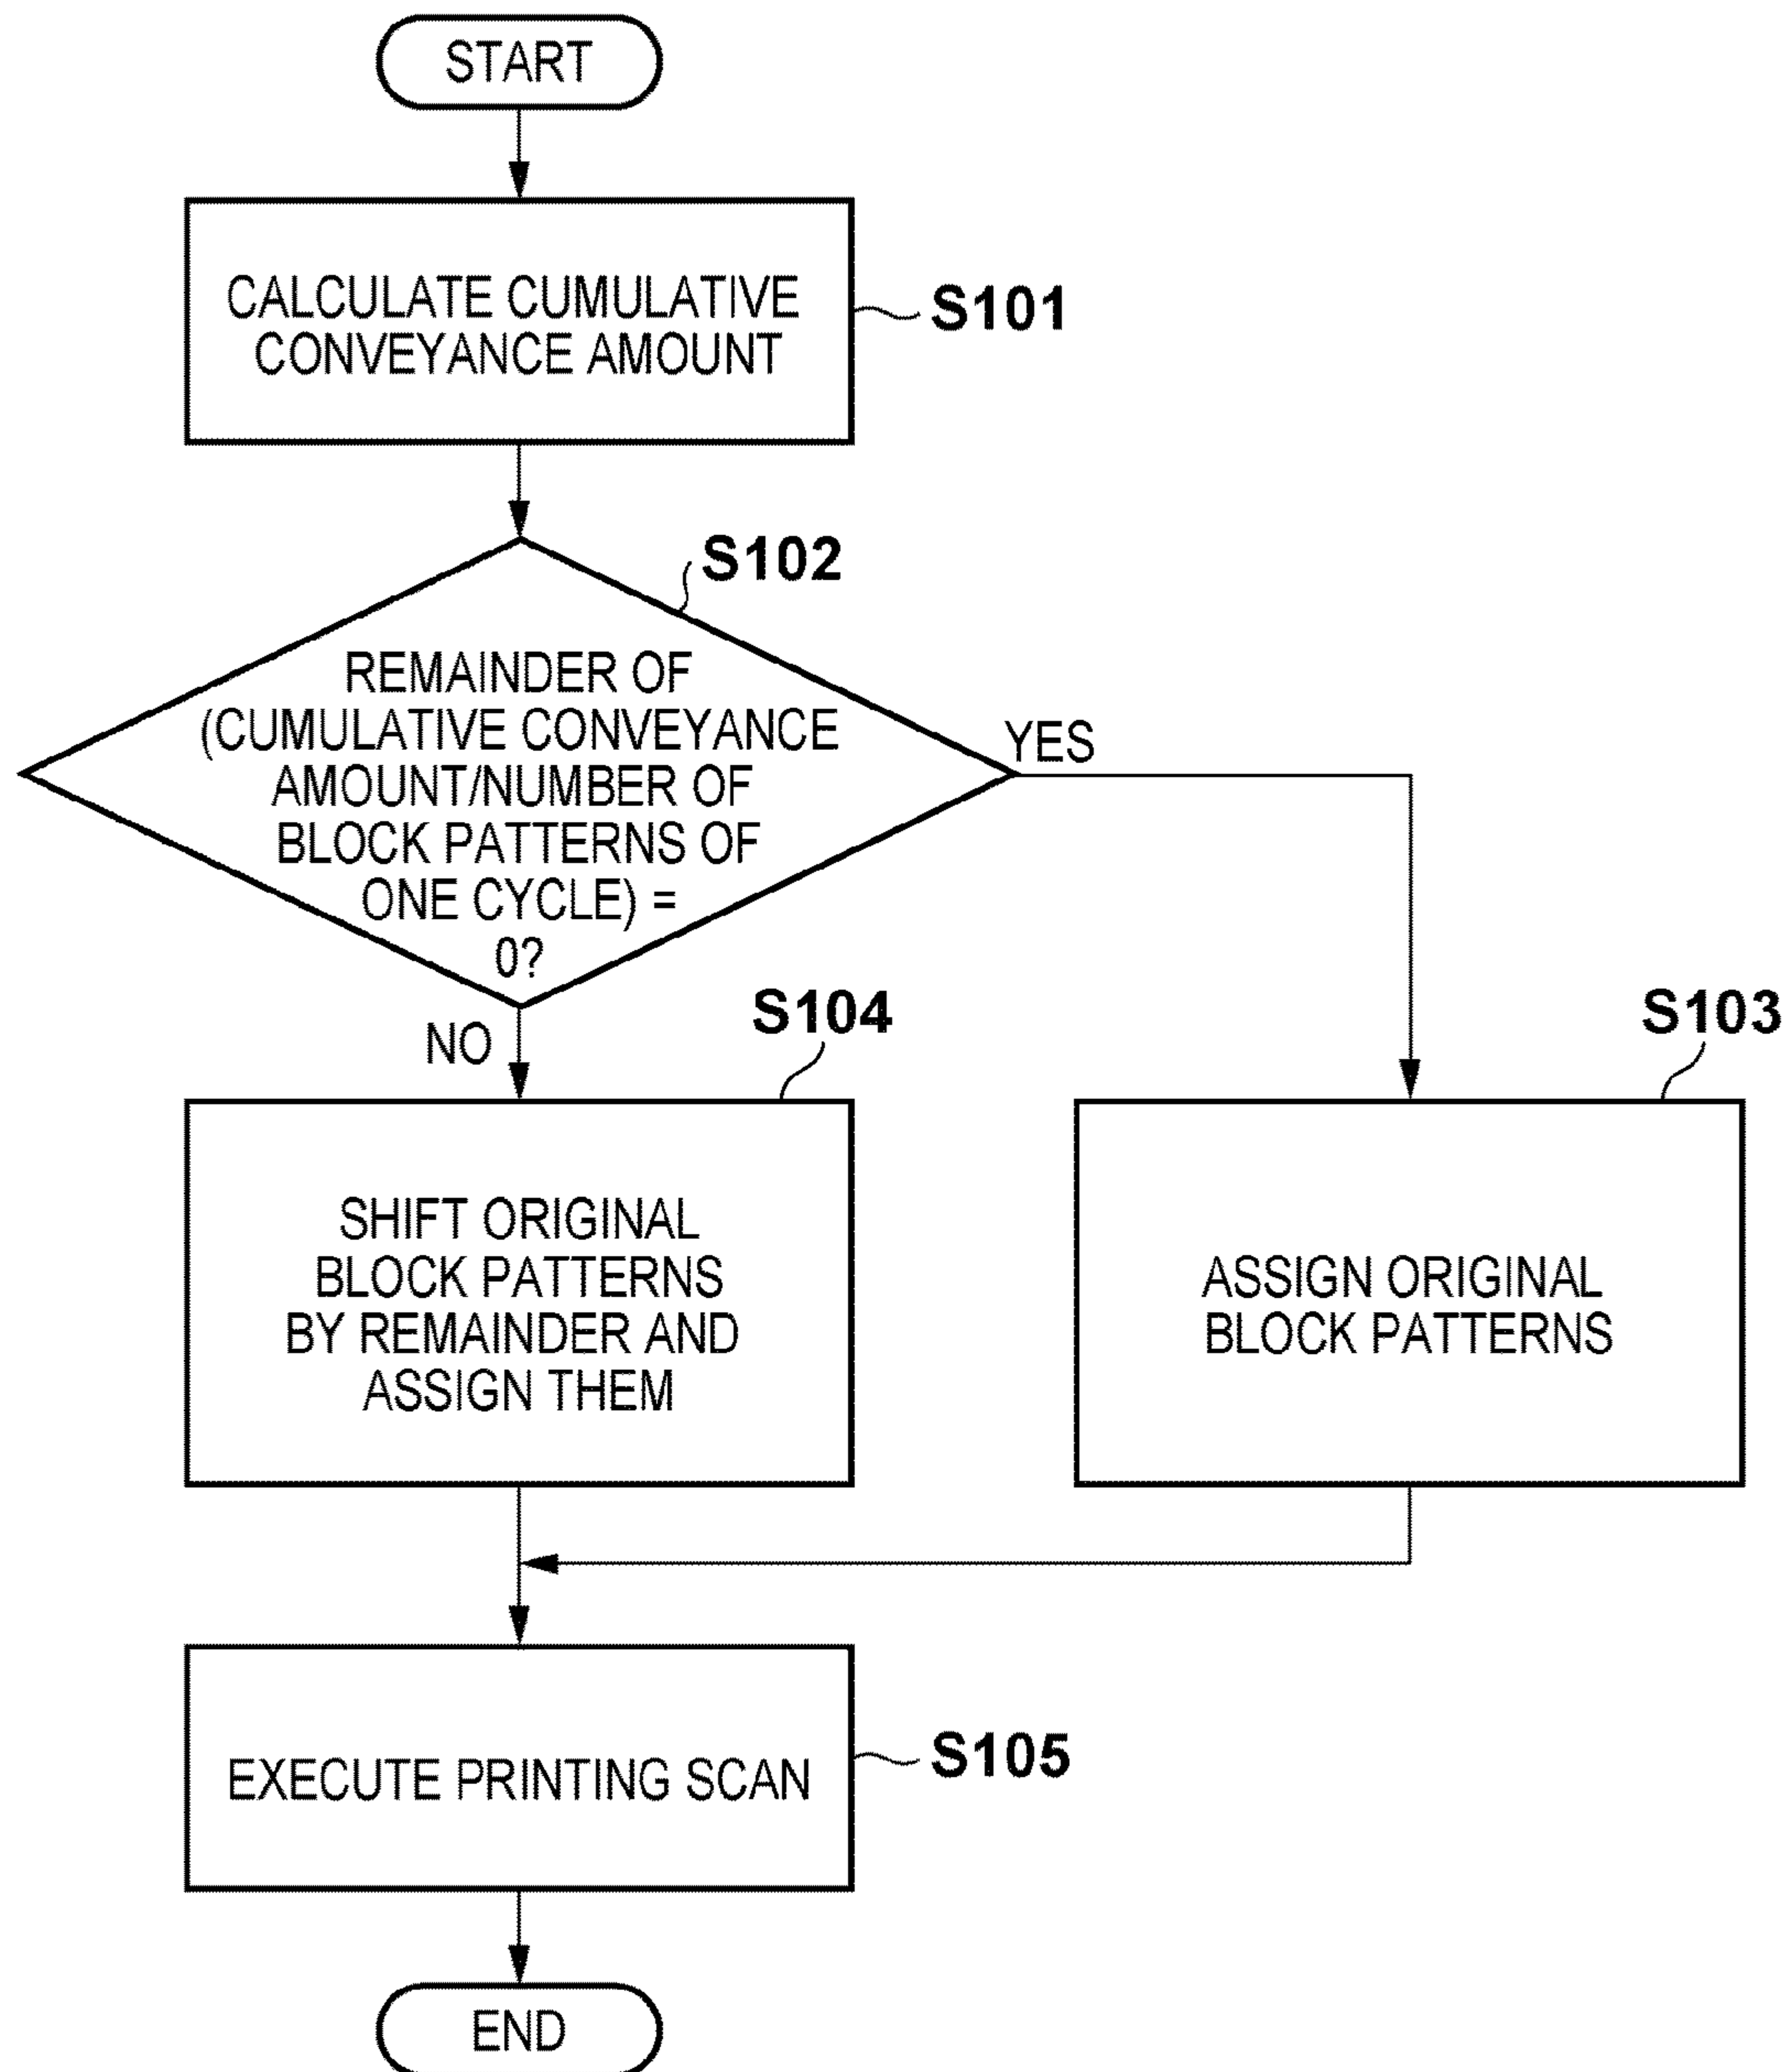 START
CALCULATE CUMULATIVE
CONVEYANCE AMOUNT
S101
S102
REMAINDER OF
(CUMULATIVE CONVEYANCE
AMOUNT/NUMBER OF
BLOCK PATTERNS OF
ONE CYCLE) =
0?
YES
NO
S104
S103
SHIFT ORIGINAL
BLOCK PATTERNS
BY REMAINDER AND
ASSIGN THEM
ASSIGN ORIGINAL
BLOCK PATTERNS
EXECUTE PRINTING SCAN
S105
END